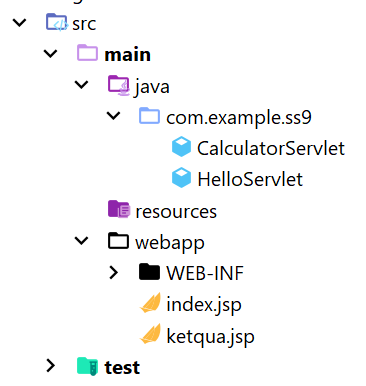 src
main
java
com.example.ss9
CalculatorServlet
HelloServlet
resources
webapp
WEB-INF
index.jsp
ketqua.jsp
test